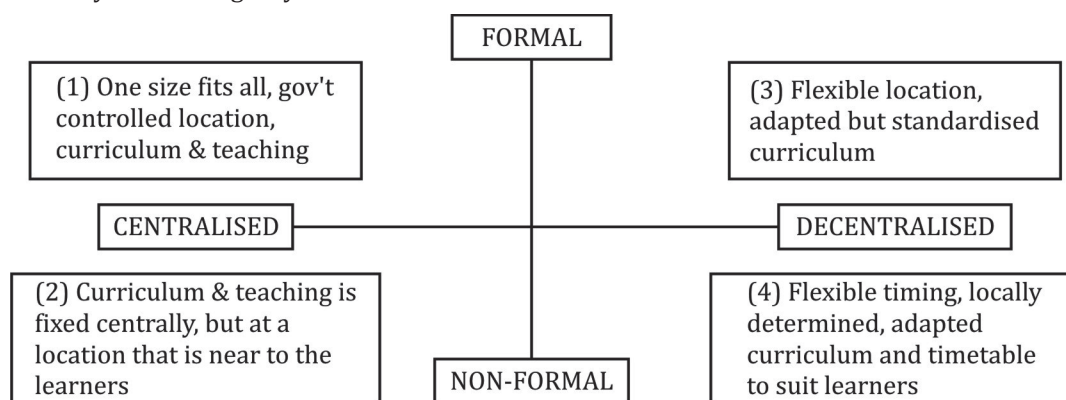 FORMAL
(1) One size fits all, gov't
controlled location,
curriculum & teaching
(3) Flexible location,
adapted but standardised
curriculum
CENTRALISED
DECENTRALISED
(2) Curriculum & teaching is
fixed centrally, but at a
location that is near to the
learners
(4) Flexible timing, locally
determined, adapted
curriculum and timetable
to suit learners
NON-FORMAL